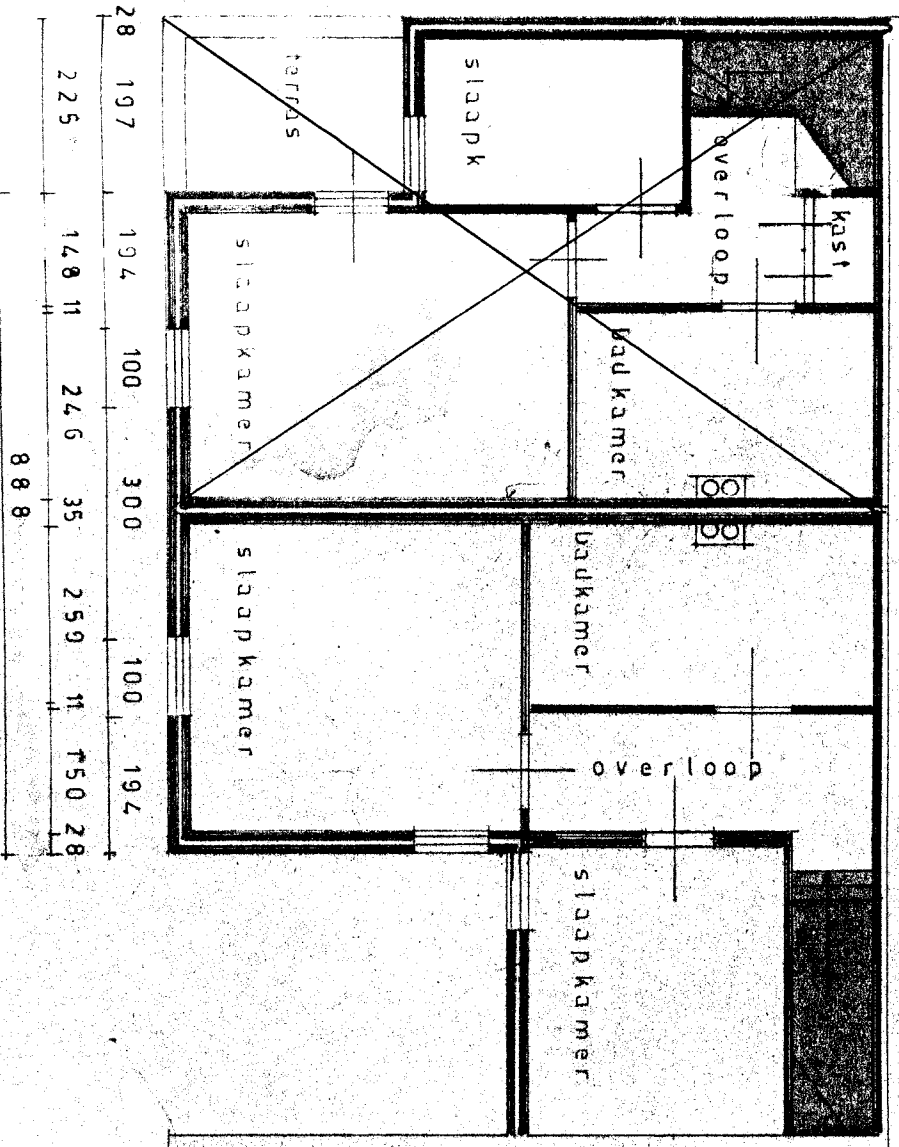 terras
slaapk
overloop
kast
slaapkamer
badkamer
slaapkamer
badkamer
overloop
slaapkamer
28 197 194 100 300 100 194
225 148 11 246 35 259 11 150 28
888